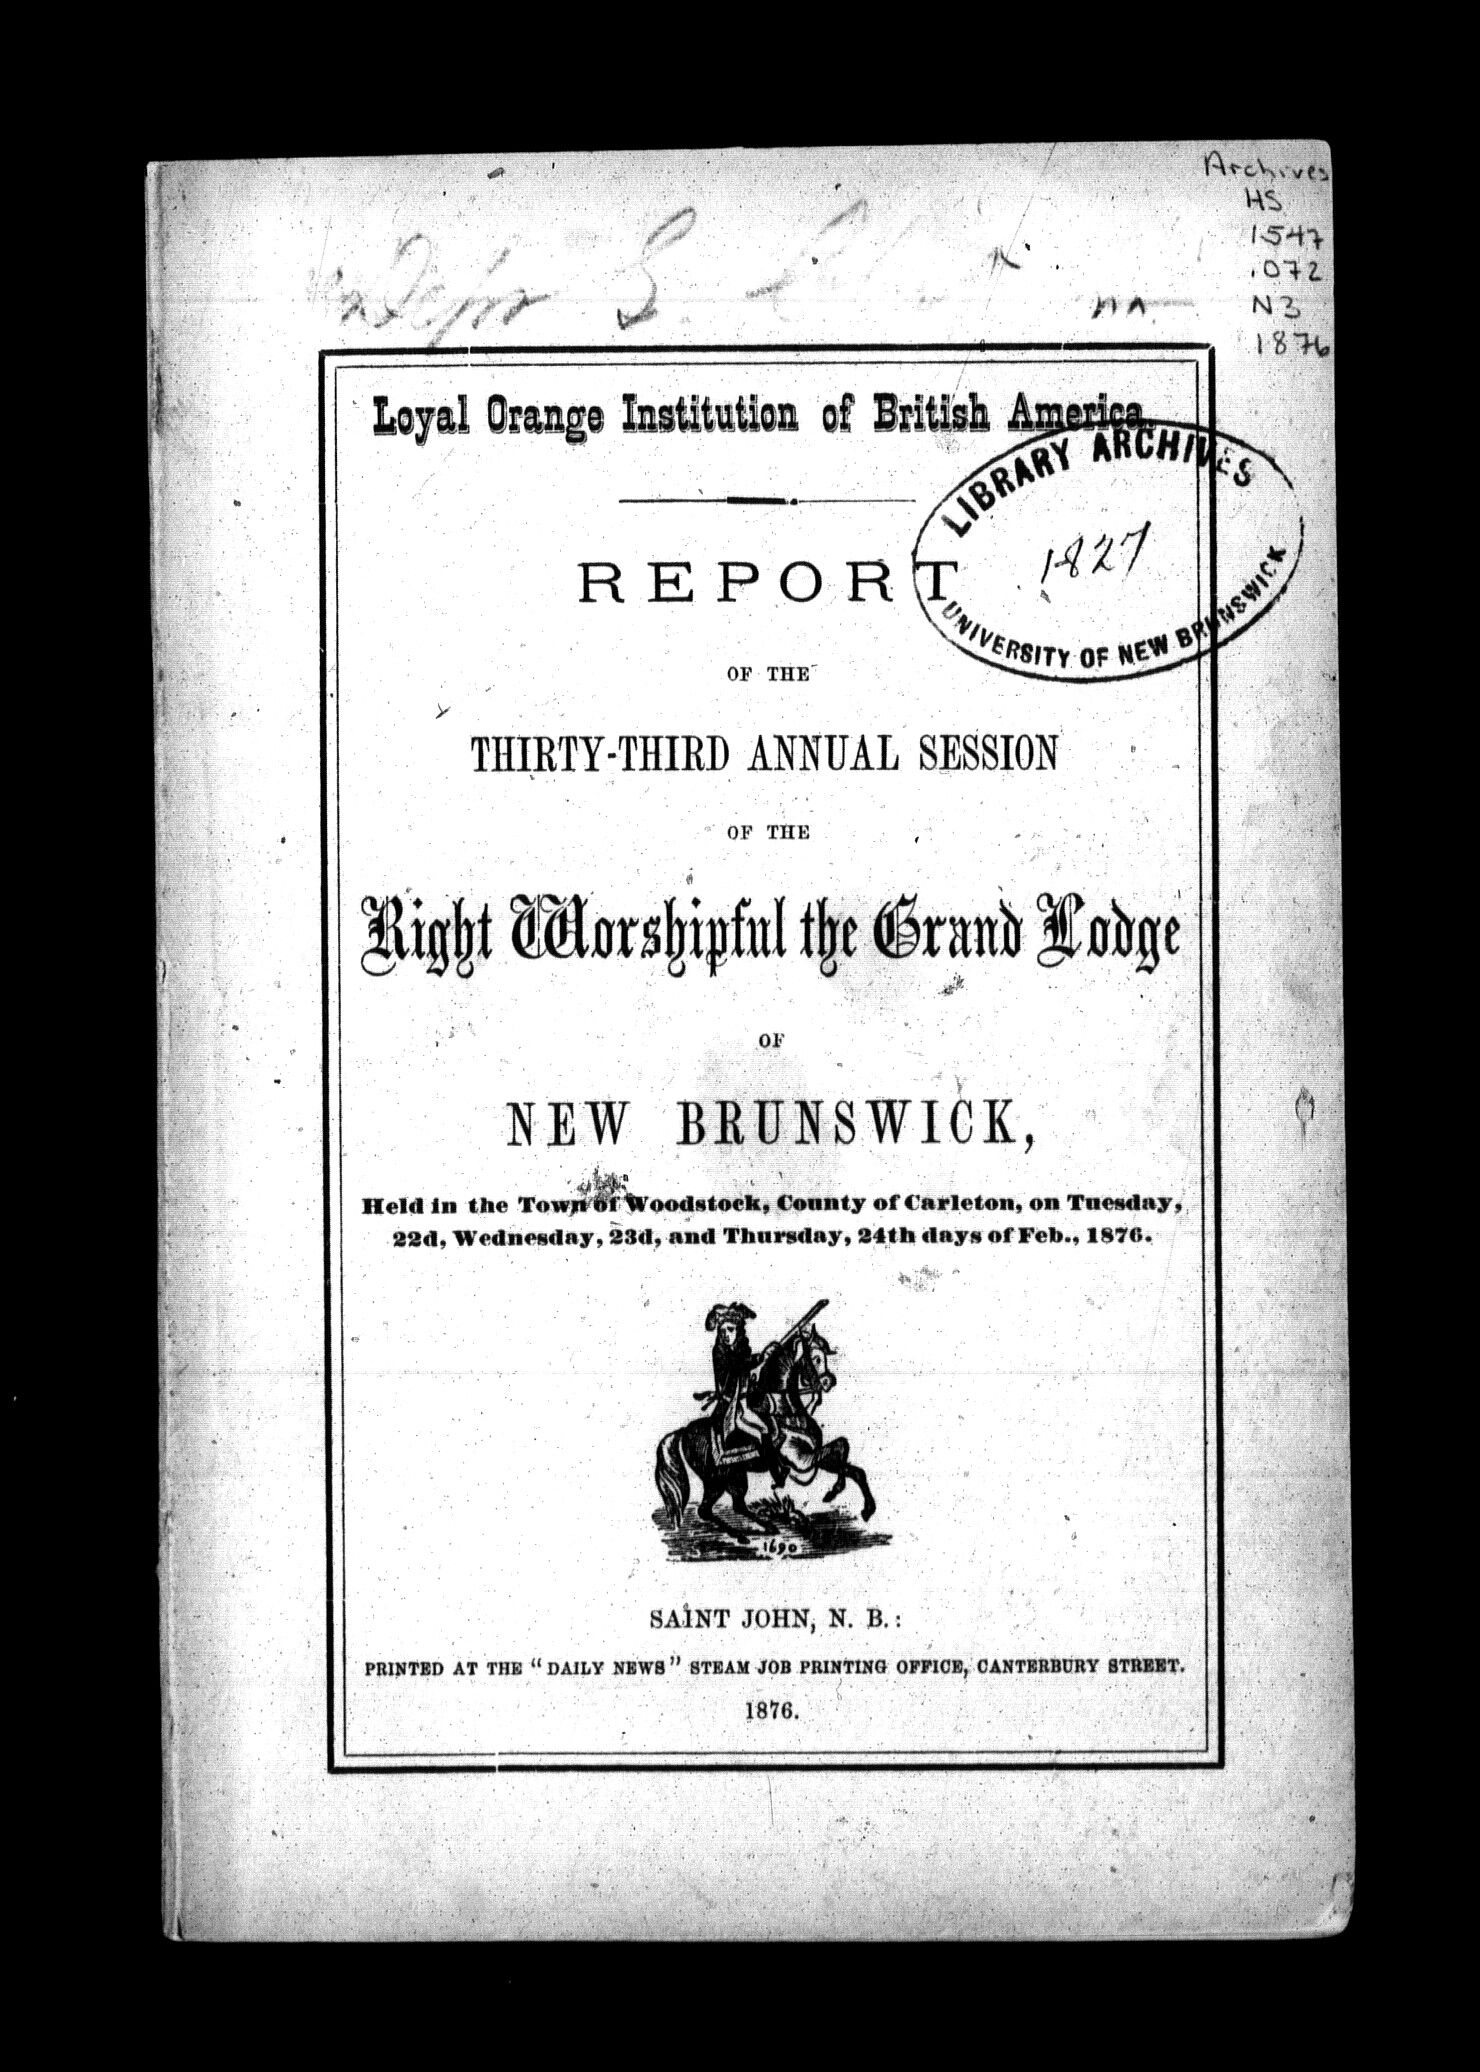 Archives
HS
1547
.O72
N3
1876
Loyal Orange Institution of British America.
LIBRARY ARCHIVES
1827
UNIVERSITY OF NEW BRUNSWICK
REPORT
OF THE
THIRTY-THIRD ANNUAL SESSION
OF THE
Right Worshipful the Grand Lodge
OF
NEW BRUNSWICK,
Held in the Town of Woodstock, County of Carleton, on Tuesday,
22d, Wednesday, 23d, and Thursday, 24th days of Feb., 1876.
1690
SAINT JOHN, N. B.:
PRINTED AT THE "DAILY NEWS" STEAM JOB PRINTING OFFICE, CANTERBURY STREET.
1876.